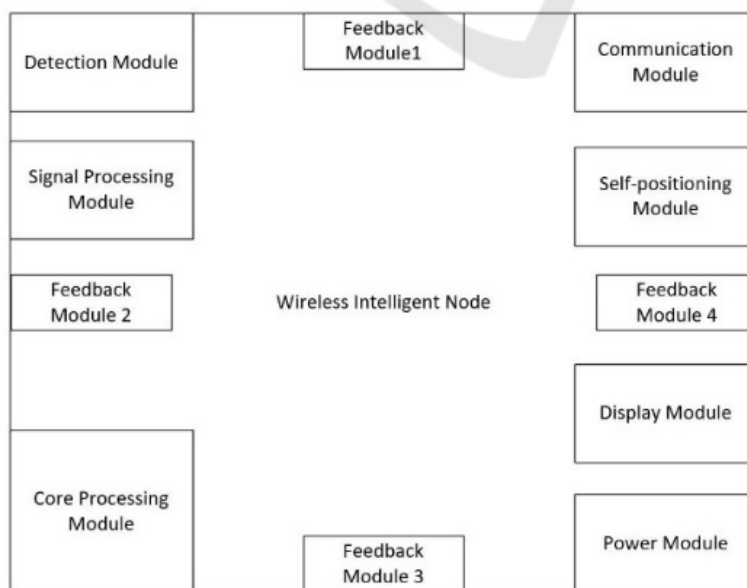 Detection Module
Feedback
Module1
Communication
Module
Signal Processing
Module
Self-positioning
Module
Feedback
Module 2
Wireless Intelligent Node
Feedback
Module 4
Display Module
Core Processing
Module
Feedback
Module 3
Power Module